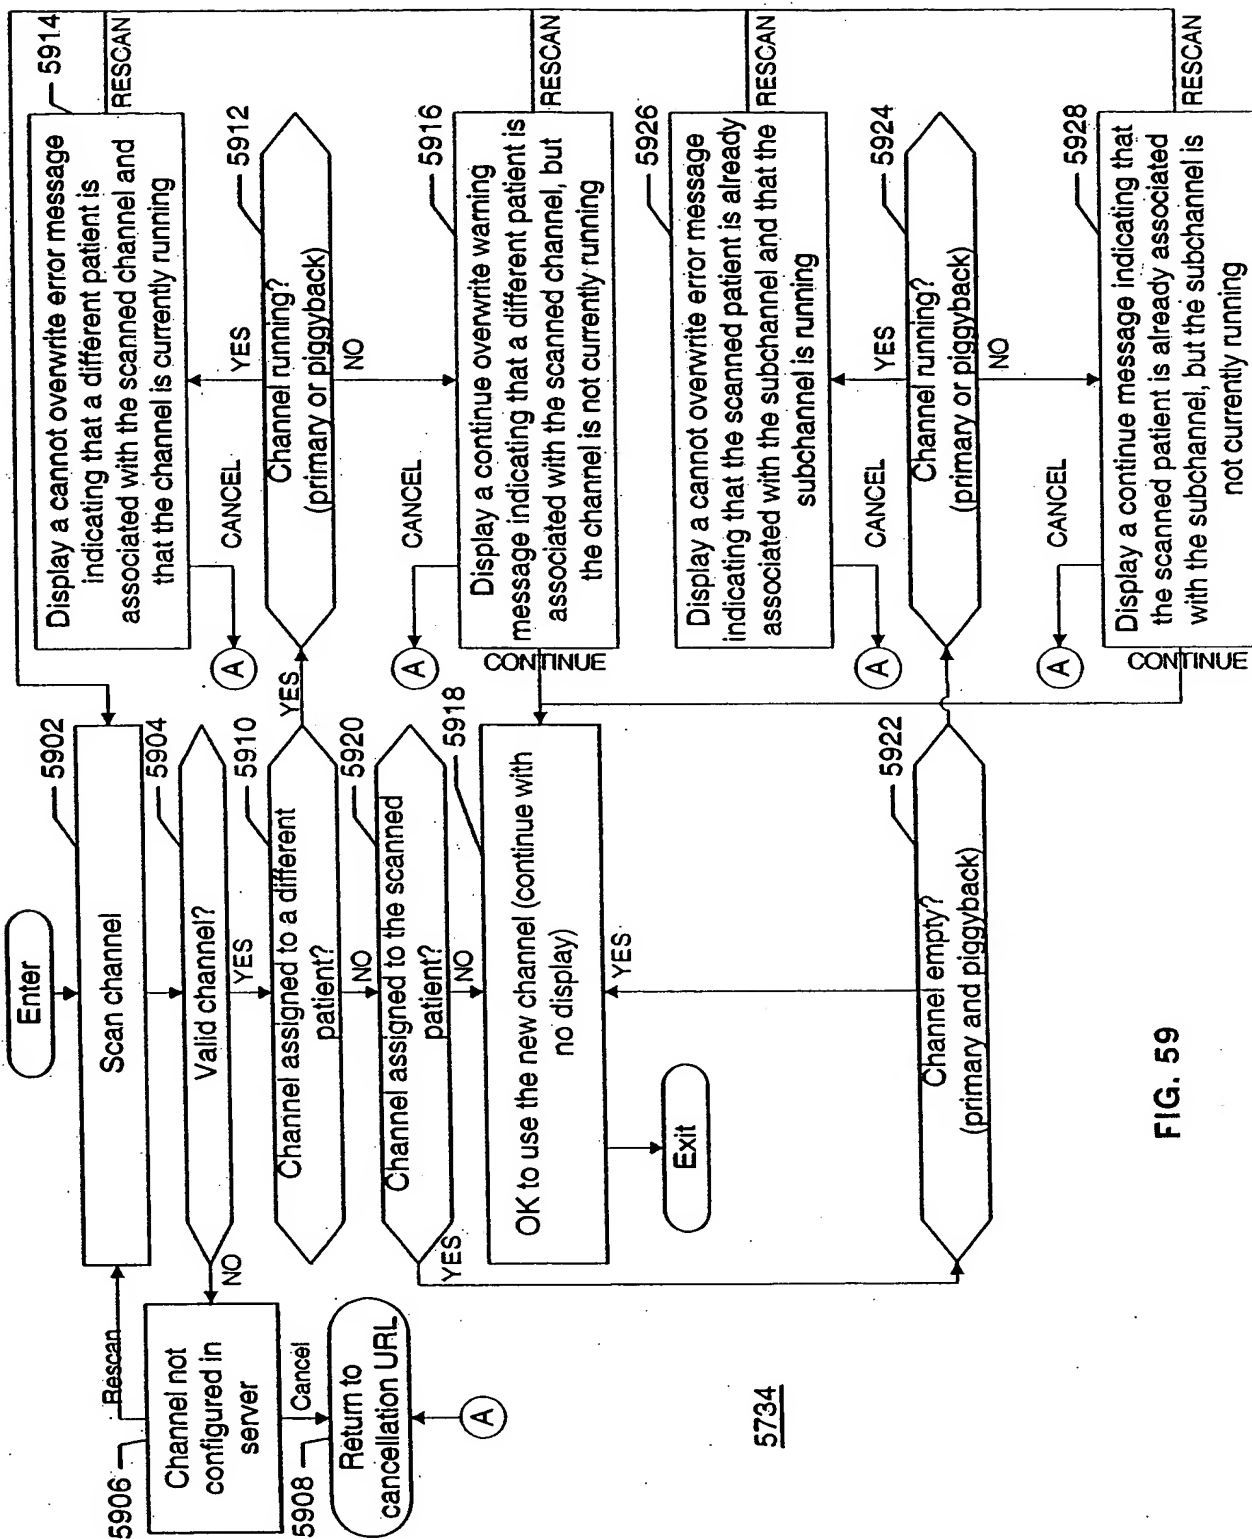 Enter
5902
Scan channel
5904
Valid channel?
NO
YES
5906
Channel not
configured in
server
Rescan
Cancel
5908
Return to
cancellation URL
A
5910
Channel assigned to a different
patient?
YES
NO
5920
Channel assigned to the scanned
patient?
YES
NO
5918
OK to use the new channel (continue with
no display)
YES
Exit
5922
Channel empty?
(primary and piggyback)
5914
Display a cannot overwrite error message
indicating that a different patient is
associated with the scanned channel and
that the channel is currently running
RESCAN
CANCEL
A
YES
5912
Channel running?
(primary or piggyback)
NO
5916
Display a continue overwrite warning
message indicating that a different patient is
associated with the scanned channel, but
the channel is not currently running
RESCAN
CANCEL
A
CONTINUE
5926
Display a cannot overwrite error message
indicating that the scanned patient is already
associated with the subchannel and that the
subchannel is running
RESCAN
CANCEL
A
YES
5924
Channel running?
(primary or piggyback)
NO
5928
Display a continue message indicating that
the scanned patient is already associated
with the subchannel, but the subchannel is
not currently running
RESCAN
CANCEL
A
CONTINUE
5734
FIG. 59